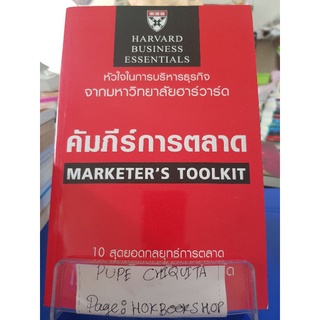 HARVARD
BUSINESS
ESSENTIALS
หัวใจในการบริหารธุรกิจ
จากมหาวิทยาลัยฮาร์วาร์ด
คัมภีร์การตลาด
MARKETER'S TOOLKIT
10 สุดยอดกลยุทธ์การตลาด
PUPE CHIQUITA
Page: HOKBOOKSHOP